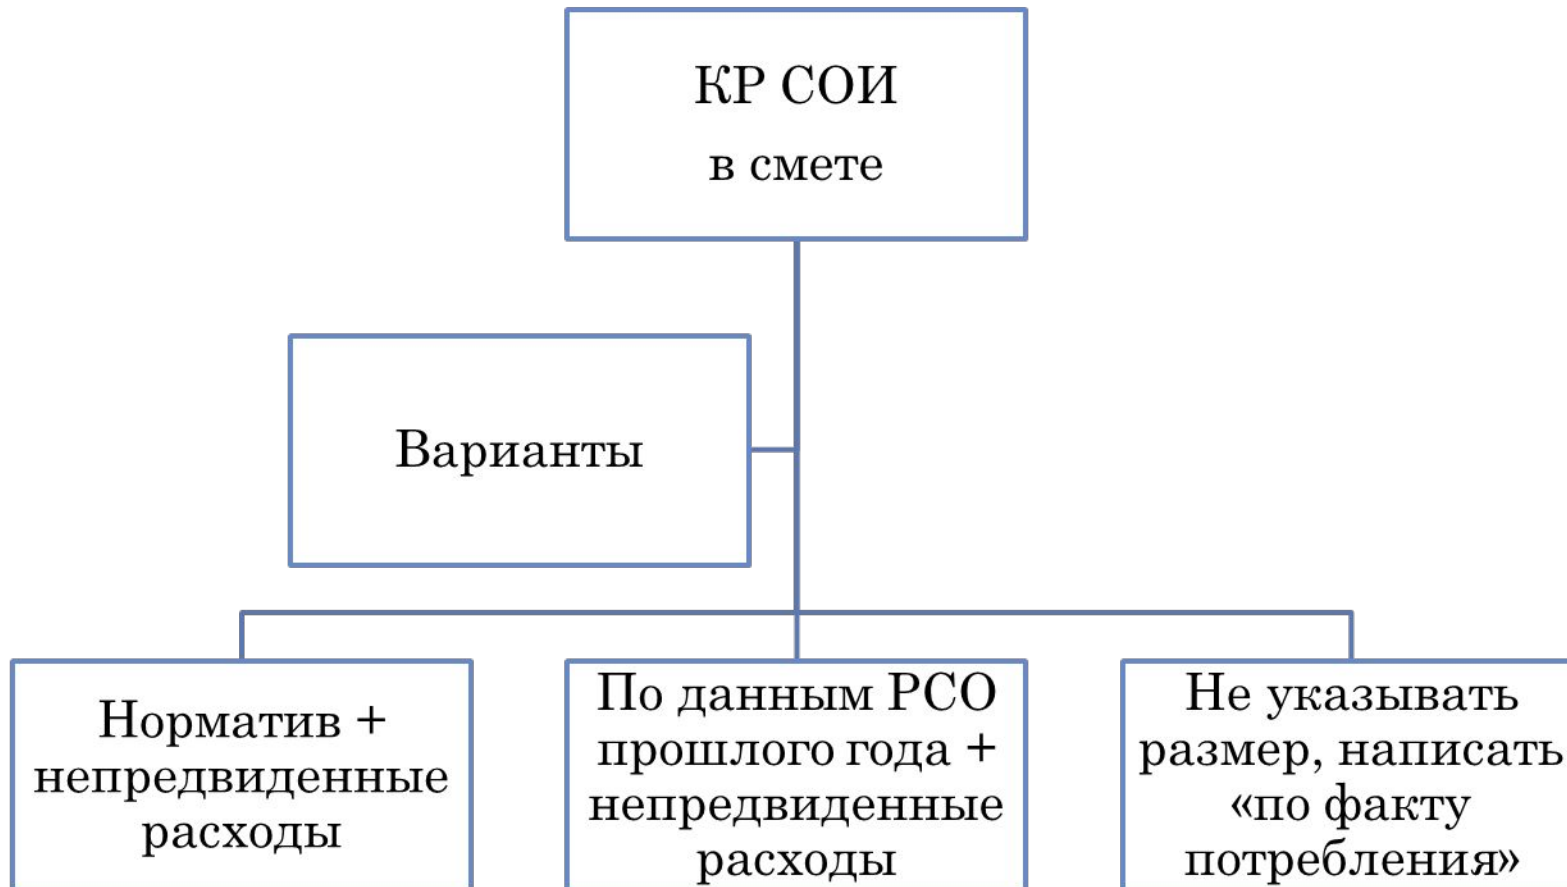 КР СОИ
в смете
Варианты
Норматив +
непредвиденные
расходы
По данным РСО
прошлого года +
непредвиденные
расходы
Не указывать
размер, написать
«по факту
потребления»